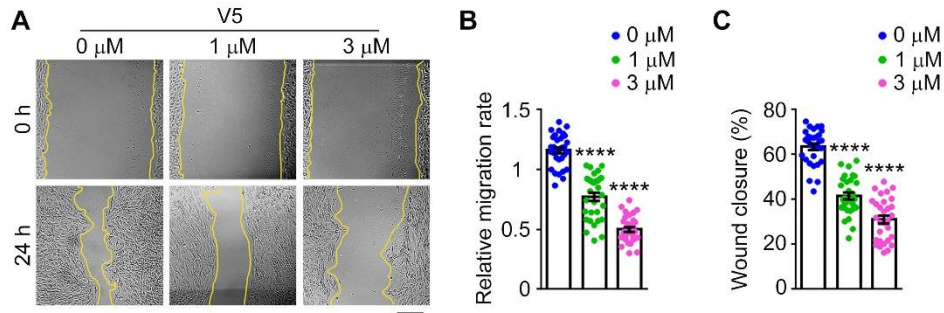 A
V5
0 μM 1 μM 3 μM
0 h
24 h
B
0 μM
1 μM
3 μM
Relative migration rate
1.5
1
0.5
0
****
****
C
0 μM
1 μM
3 μM
Wound closure (%)
80
60
40
20
0
****
****